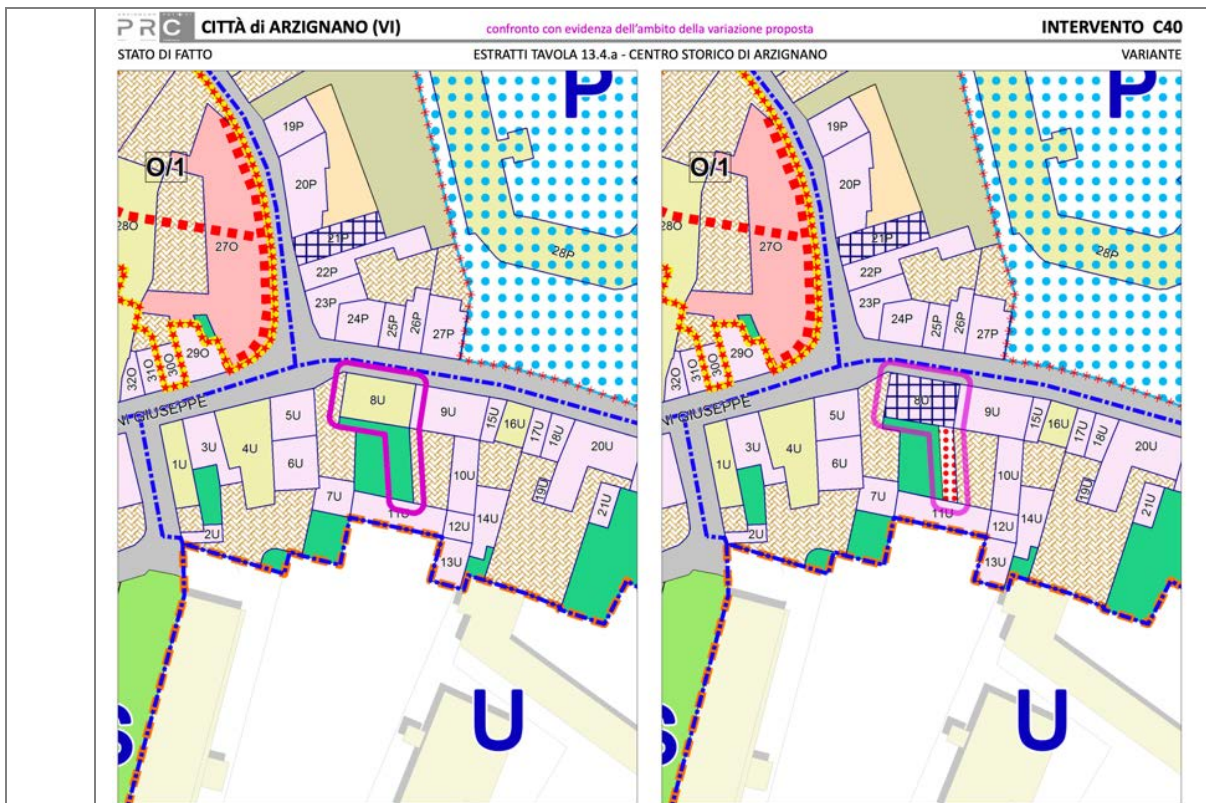 PRC CITTÀ di ARZIGNANO (VI) confronto con evidenza dell'ambito della variazione proposta INTERVENTO C40
STATO DI FATTO ESTRATTI TAVOLA 13.4.a - CENTRO STORICO DI ARZIGNANO VARIANTE
P
19P
O/1
20P
28O
27O
21P
28P
22P
23P
24P
25P
26P
27P
29O
30O
31O
32O
VI GIUSEPPE
8U
5U
9U
15U
16U
17U
18U
3U
4U
20U
1U
6U
10U
19U
7U
21U
11U
14U
12U
2U
13U
U
S
P
19P
O/1
20P
28O
27O
21P
28P
22P
23P
24P
25P
26P
27P
29O
30O
31O
32O
VI GIUSEPPE
8U
5U
9U
15U
16U
17U
18U
3U
4U
20U
1U
6U
10U
19U
7U
21U
11U
14U
12U
2U
13U
U
S